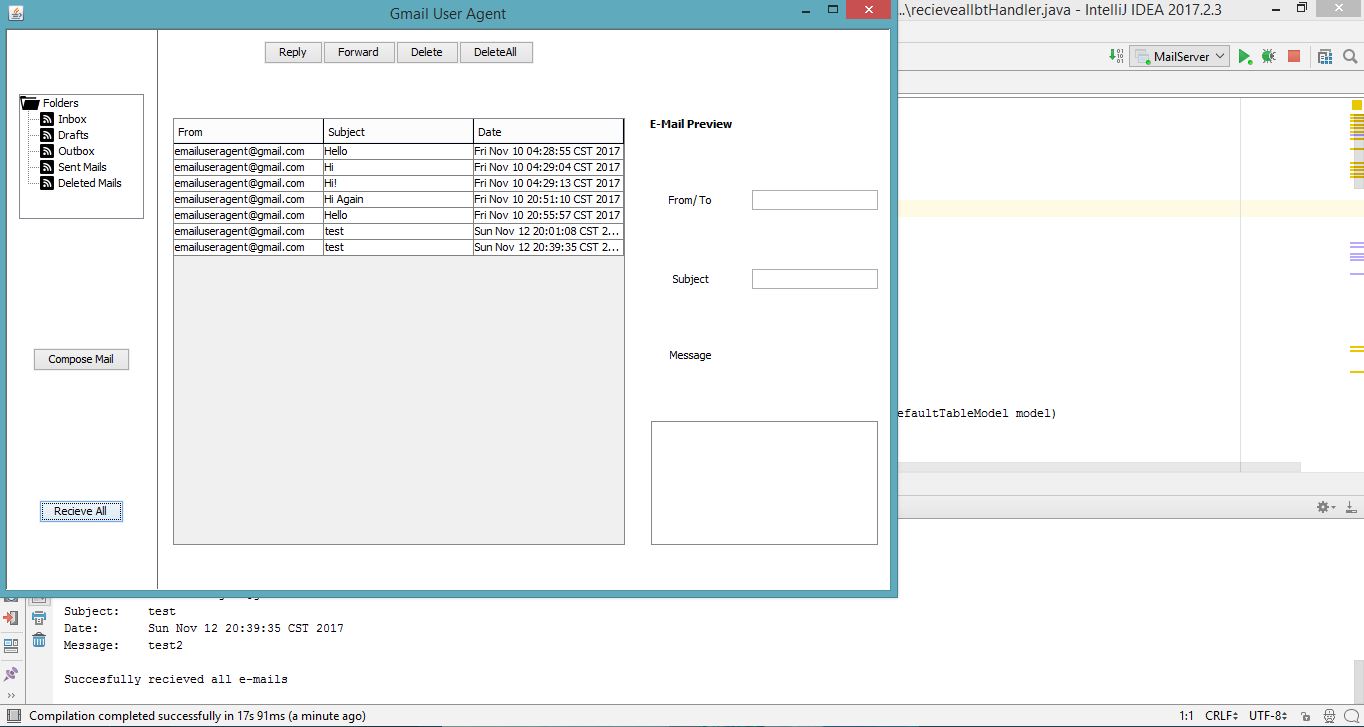 Gmail User Agent
..\recieveallbtHandler.java - IntelliJ IDEA 2017.2.3
MailServer
Reply Forward Delete DeleteAll
Folders
Inbox
Drafts
Outbox
Sent Mails
Deleted Mails
Compose Mail
Recieve All
From Subject Date
emailuseragent@gmail.com Hello Fri Nov 10 04:28:55 CST 2017
emailuseragent@gmail.com Hi Fri Nov 10 04:29:04 CST 2017
emailuseragent@gmail.com Hi! Fri Nov 10 04:29:13 CST 2017
emailuseragent@gmail.com Hi Again Fri Nov 10 20:51:10 CST 2017
emailuseragent@gmail.com Hello Fri Nov 10 20:55:57 CST 2017
emailuseragent@gmail.com test Sun Nov 12 20:01:08 CST 2...
emailuseragent@gmail.com test Sun Nov 12 20:39:35 CST 2...
E-Mail Preview
From/ To
Subject
Message
efaultTableModel model)
Subject: test
Date: Sun Nov 12 20:39:35 CST 2017
Message: test2
Succesfully recieved all e-mails
Compilation completed successfully in 17s 91ms (a minute ago)
1:1 CRLF UTF-8